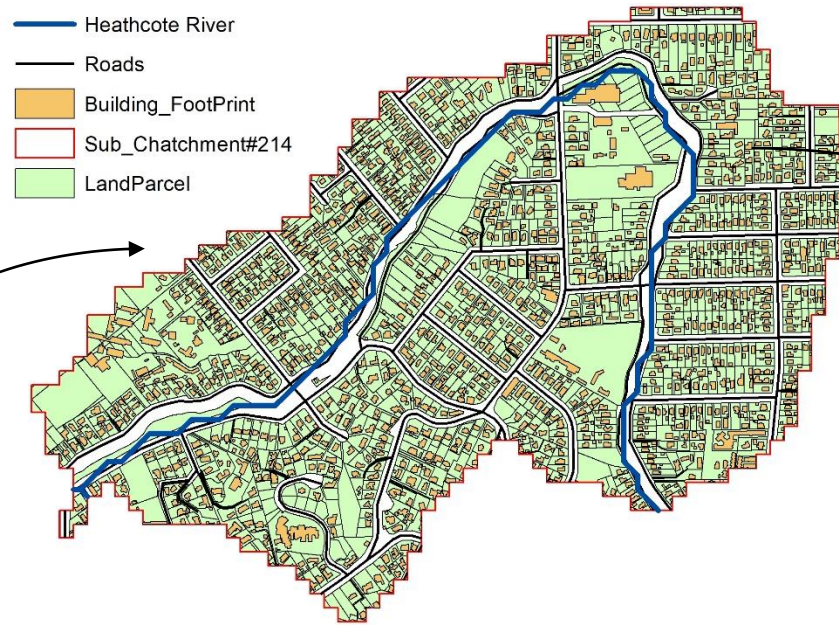 Heathcote River
Roads
Building_FootPrint
Sub_Chatchment#214
LandParcel